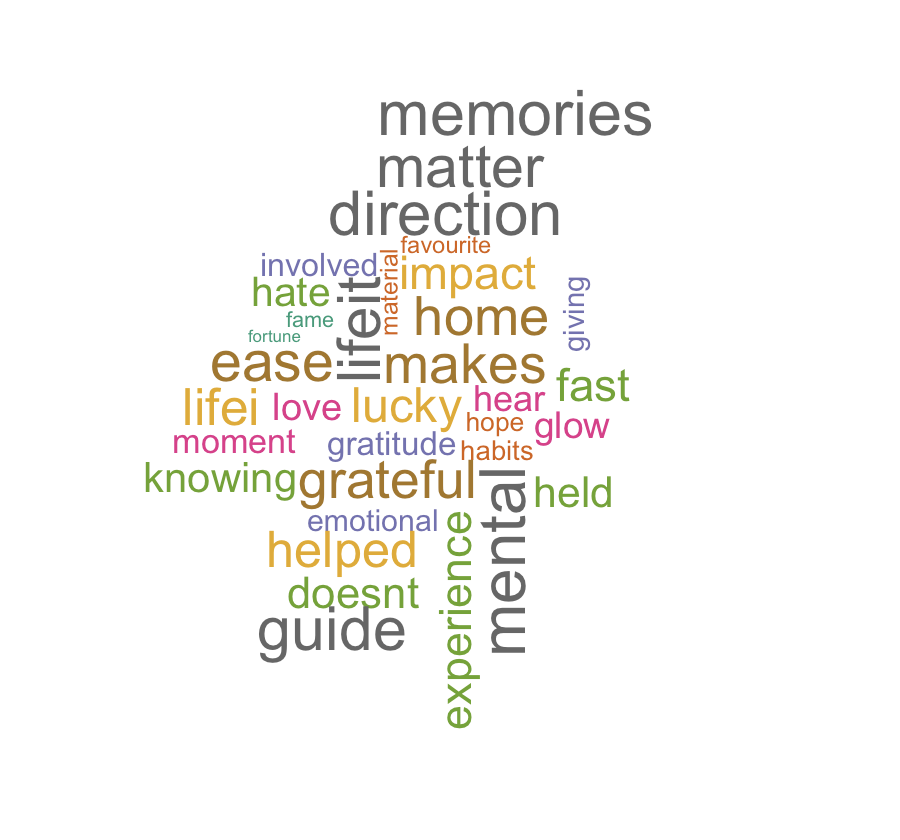 memories
matter
direction
favourite
involved
material
impact
hate
lifeit
giving
fame
home
fortune
ease
makes
fast
lifei
love
lucky
hear
hope
glow
moment
gratitude
habits
knowing
grateful
mental
held
emotional
experience
helped
doesnt
guide